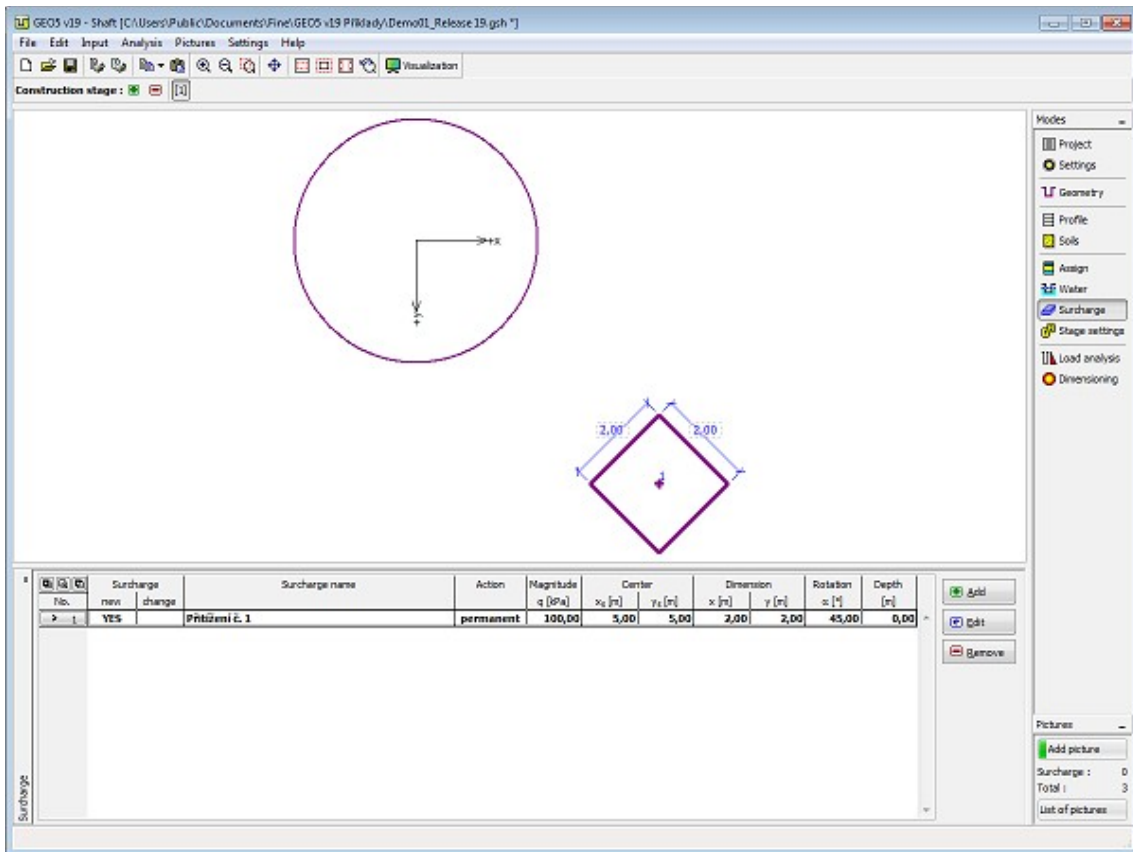 GEO5 v19 - Shaft [C:\Users\Public\Documents\Fine\GEO5 v19 Příklady\Demo01_Release 19.gsh *]
File Edit Input Analysis Pictures Settings Help
Visualization
Construction stage : [1]
+x
+y
2,00 2,00
1
Modes
Project
Settings
Geometry
Profile
Soils
Assign
Water
Surcharge
Stage settings
Load analysis
Dimensioning
Surcharge Surcharge name Action Magnitude Center Dimension Rotation Depth
No. new change q [kPa] xs [m] ys [m] x [m] y [m] α [°] [m]
> 1 YES Přitížení č. 1 permanent 100,00 5,00 5,00 2,00 2,00 45,00 0,00
Add
Edit
Remove
Surcharge
Pictures
Add picture
Surcharge : 0
Total : 3
List of pictures